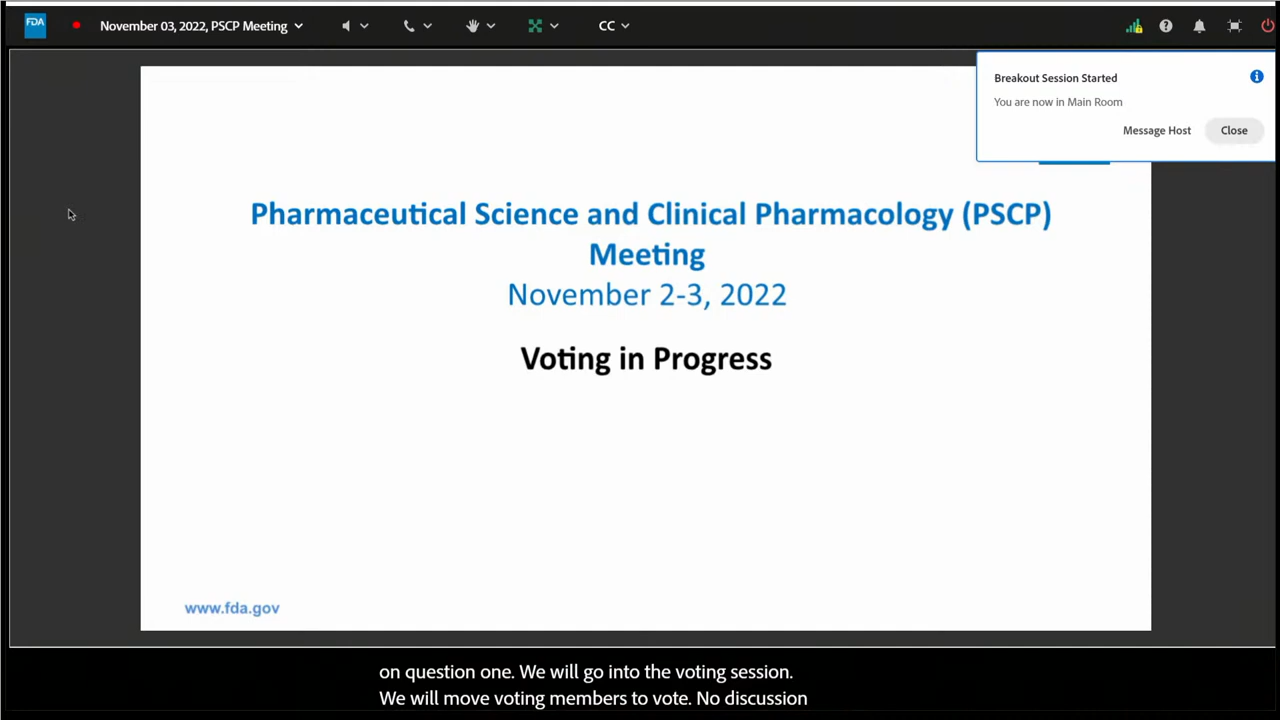 FDA
November 03, 2022, PSCP Meeting
CC
Breakout Session Started
You are now in Main Room
Message Host
Close
Pharmaceutical Science and Clinical Pharmacology (PSCP)
Meeting
November 2-3, 2022
Voting in Progress
www.fda.gov
on question one. We will go into the voting session.
We will move voting members to vote. No discussion